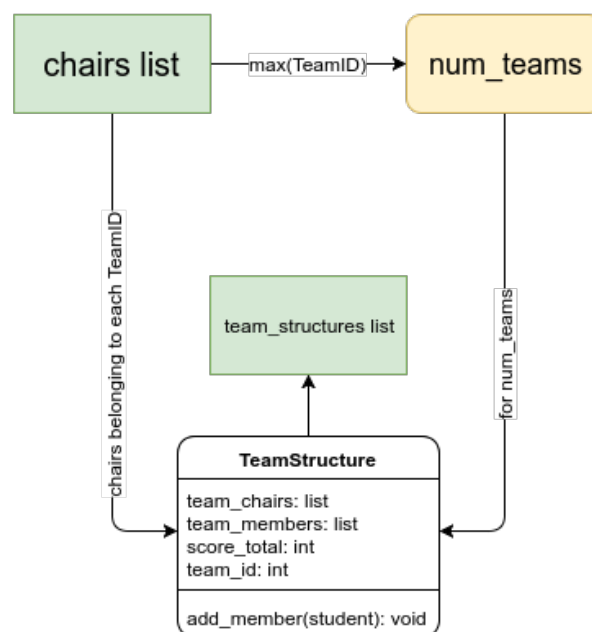 chairs list
max(TeamID)
num_teams
chairs belonging to each TeamID
for num_teams
team_structures list
TeamStructure
team_chairs: list
team_members: list
score_total: int
team_id: int
add_member(student): void